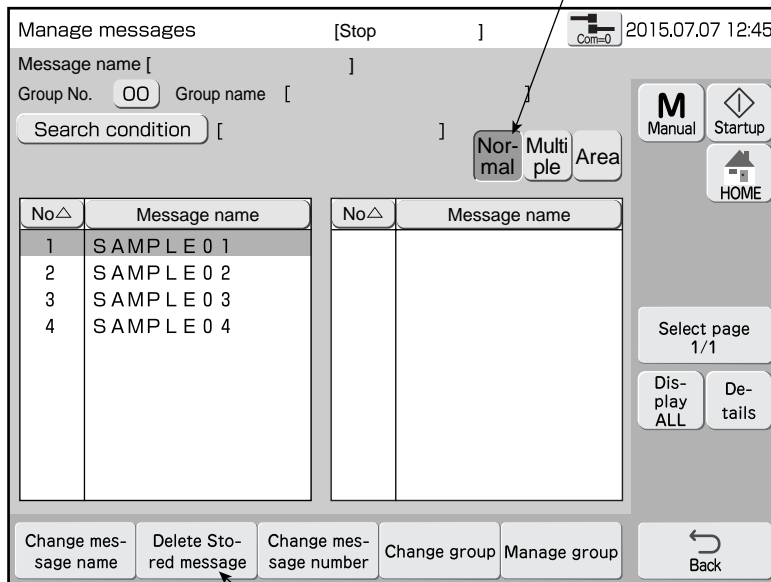 Manage messages [Stop ] Com=0 2015.07.07 12:45
Message name [ ]
Group No. 00 Group name [ ]
Search condition [ ]
Nor-
mal
Multi
ple
Area
M
Manual
Startup
HOME
No△ Message name No△ Message name
1 SAMPLE01
2 SAMPLE02
3 SAMPLE03
4 SAMPLE04
Select page
1/1
Dis-
play
ALL
De-
tails
Change mes-
sage name
Delete Sto-
red message
Change mes-
sage number
Change group
Manage group
Back